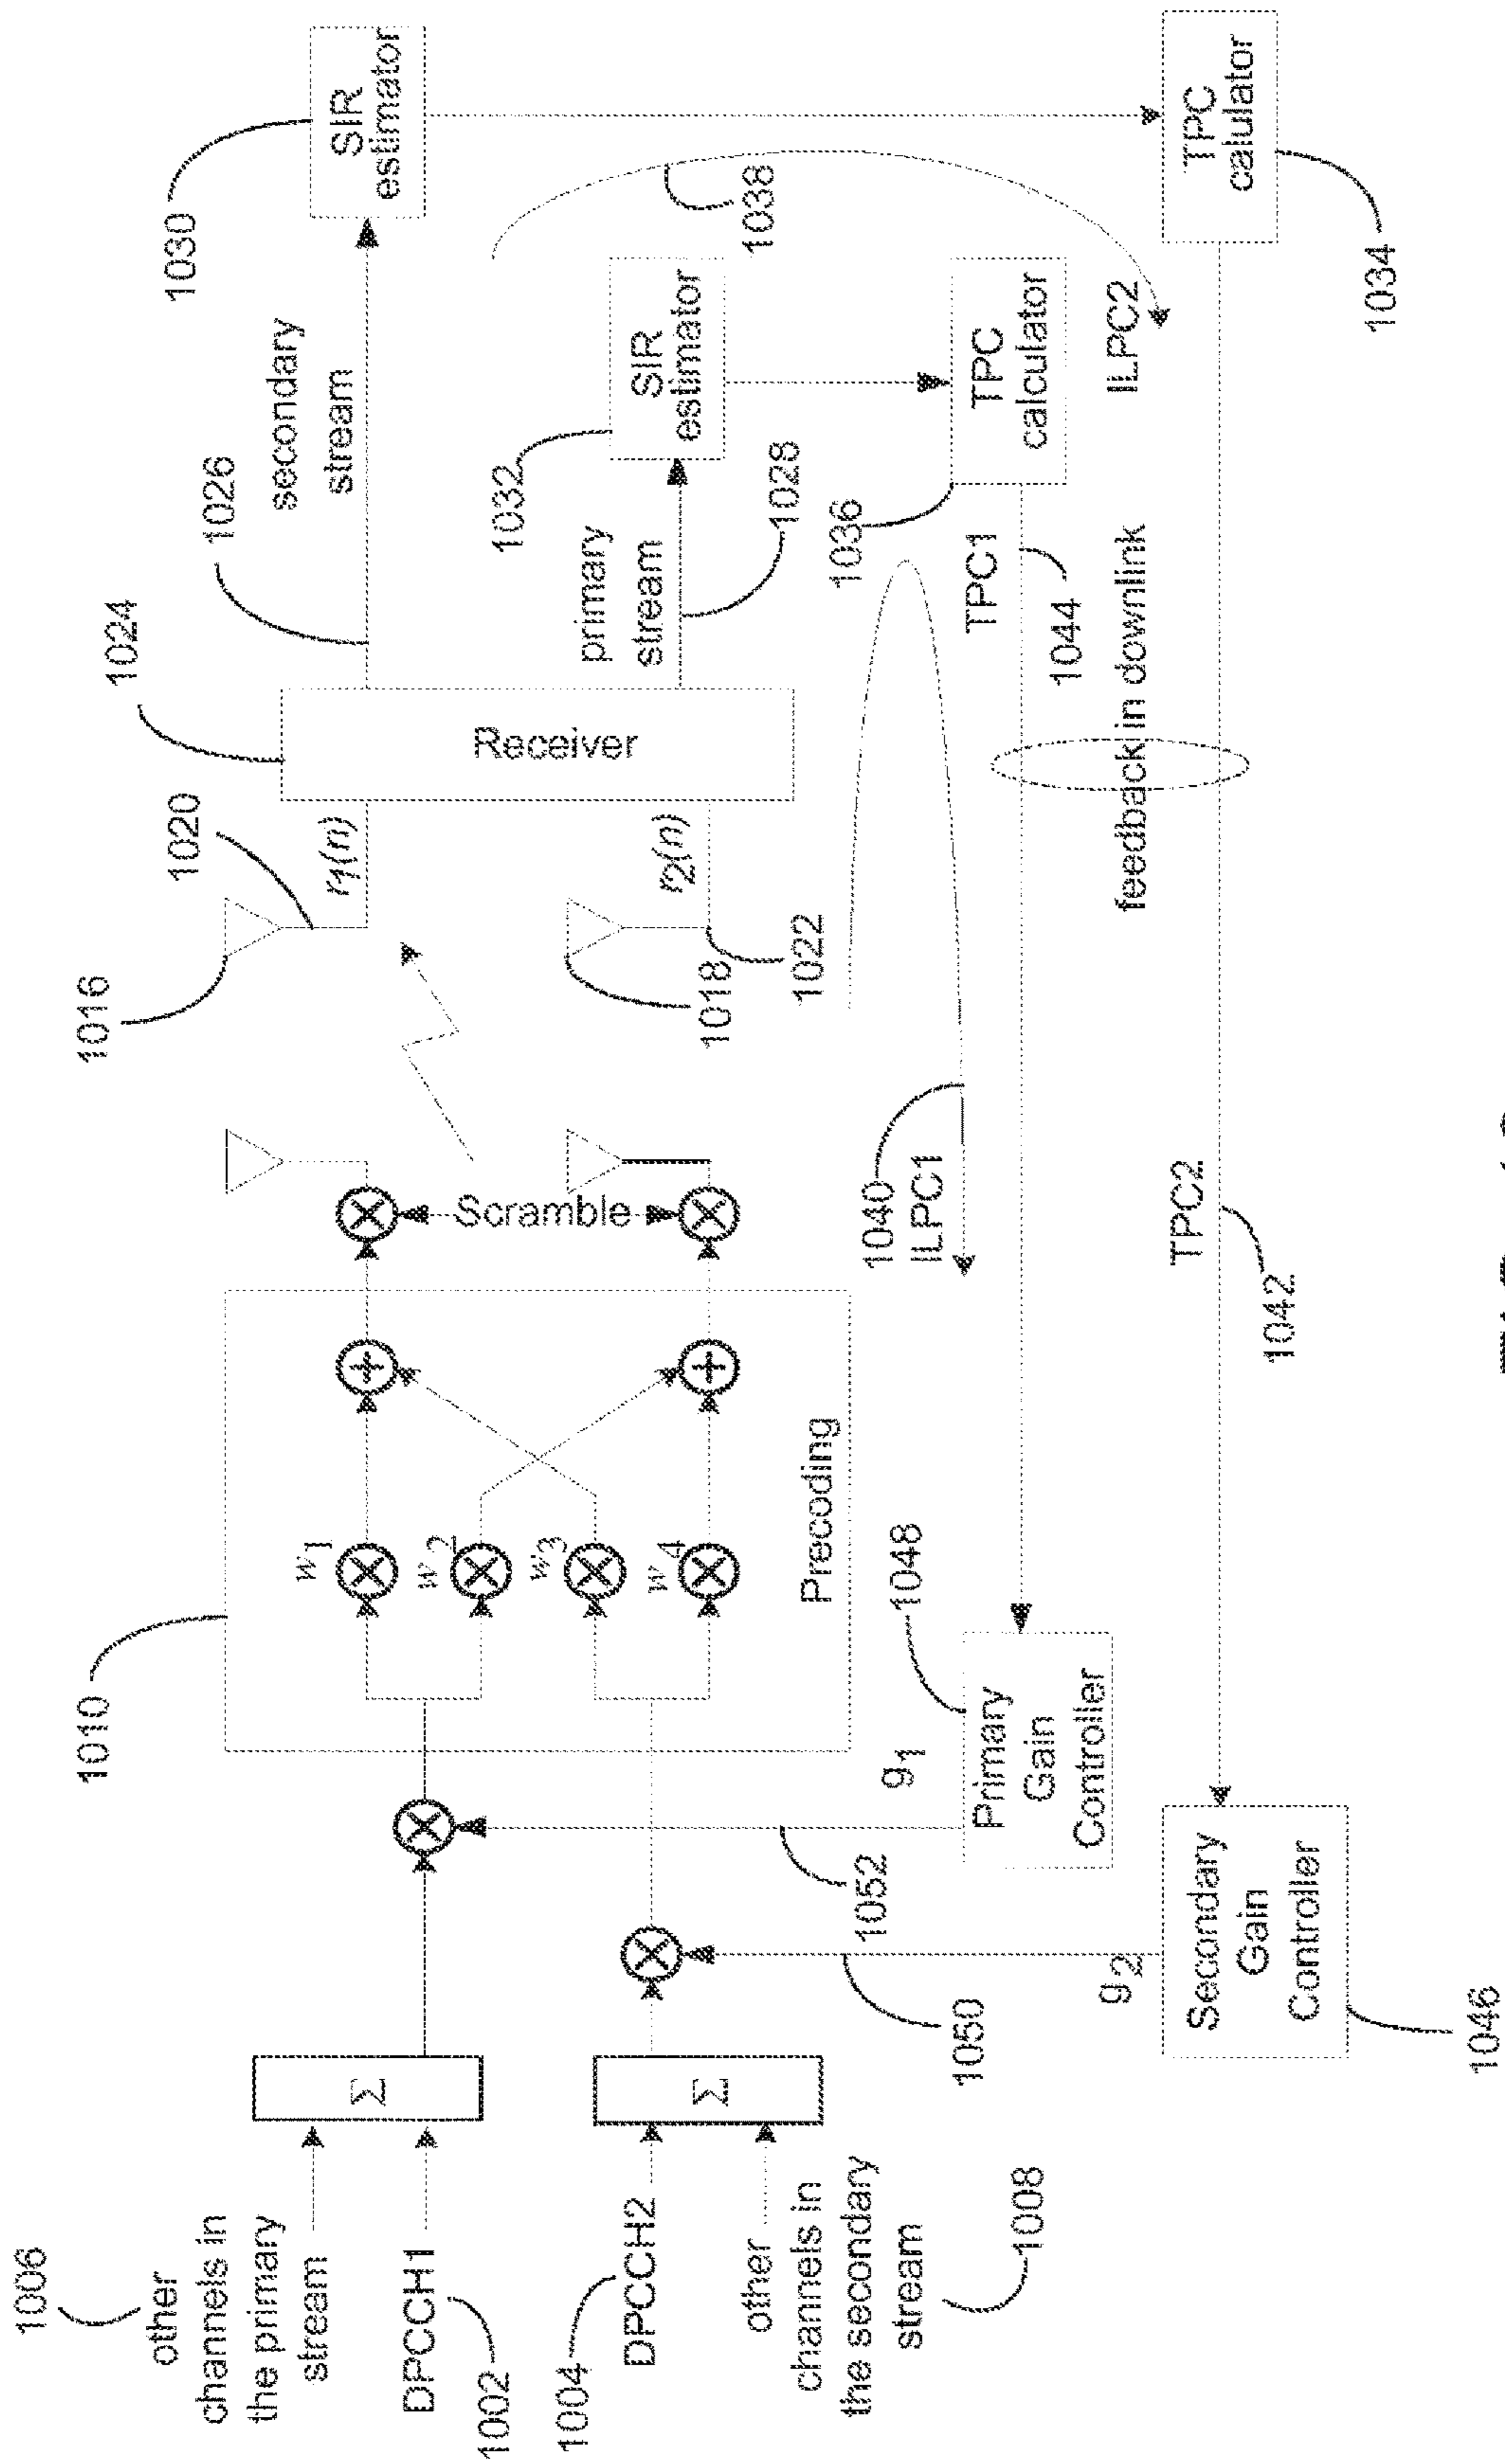 1006
other
channels in
the primary
stream
DPCCH1
1002
1004
DPCCH2
other
channels in
the secondary
stream
1008
Σ
Σ
1010
w1
w2
w3
w4
Precoding
Scramble
1016
1020
r1(n)
1018
1022
r2(n)
1024
Receiver
1026
secondary
stream
primary
stream
1028
1030
SIR
estimator
1032
SIR
estimator
1038
1036
TPC
calculator
ILPC2
TPC
calulator
1034
1040
ILPC1
TPC1
1044
feedback in downlink
TPC2
1042
g1
1048
Primary
Gain
Controller
1052
1050
g2
Secondary
Gain
Controller
1046